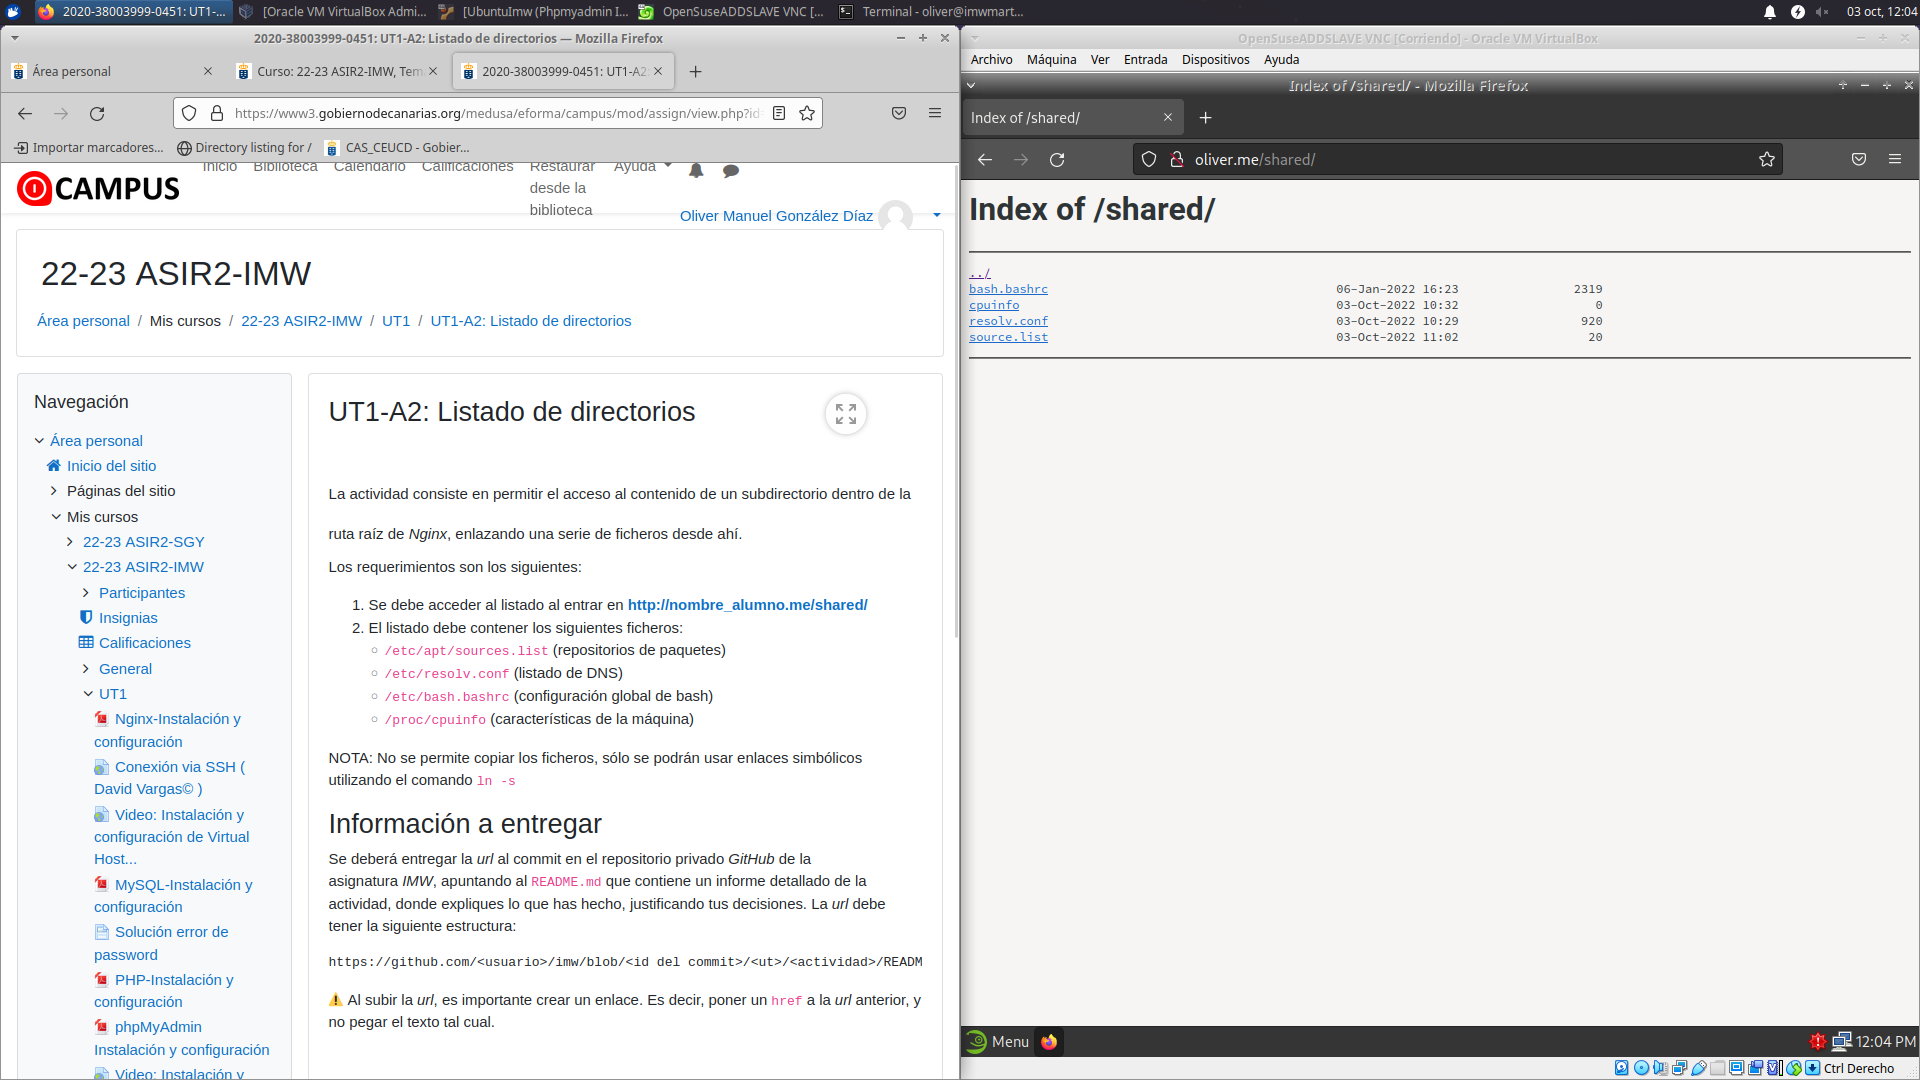 2020-38003999-0451: UT1-...
[Oracle VM VirtualBox Admi...
[UbuntuImw (Phpmyadmin I...
OpenSuseADDSLAVE VNC [...
Terminal - oliver@imwmart...
03 oct, 12:04
2020-38003999-0451: UT1-A2: Listado de directorios — Mozilla Firefox
Área personal
Curso: 22-23 ASIR2-IMW, Tem
2020-38003999-0451: UT1-A2
https://www3.gobiernodecanarias.org/medusa/eforma/campus/mod/assign/view.php?id=
Importar marcadores...
Directory listing for /
CAS_CEUCD - Gobier...
CAMPUS
Inicio
Biblioteca
Calendario
Calificaciones
Restaurar
desde la
biblioteca
Ayuda
Oliver Manuel González Díaz
22-23 ASIR2-IMW
Área personal / Mis cursos / 22-23 ASIR2-IMW / UT1 / UT1-A2: Listado de directorios
Navegación
Área personal
Inicio del sitio
Páginas del sitio
Mis cursos
22-23 ASIR2-SGY
22-23 ASIR2-IMW
Participantes
Insignias
Calificaciones
General
UT1
Nginx-Instalación y
configuración
Conexión via SSH (
David Vargas© )
Video: Instalación y
configuración de Virtual
Host...
MySQL-Instalación y
configuración
Solución error de
password
PHP-Instalación y
configuración
phpMyAdmin
Instalación y configuración
Video: Instalación y
UT1-A2: Listado de directorios
La actividad consiste en permitir el acceso al contenido de un subdirectorio dentro de la
ruta raíz de Nginx, enlazando una serie de ficheros desde ahí.
Los requerimientos son los siguientes:
1. Se debe acceder al listado al entrar en http://nombre_alumno.me/shared/
2. El listado debe contener los siguientes ficheros:
/etc/apt/sources.list (repositorios de paquetes)
/etc/resolv.conf (listado de DNS)
/etc/bash.bashrc (configuración global de bash)
/proc/cpuinfo (características de la máquina)
NOTA: No se permite copiar los ficheros, sólo se podrán usar enlaces simbólicos
utilizando el comando ln -s
Información a entregar
Se deberá entregar la url al commit en el repositorio privado GitHub de la
asignatura IMW, apuntando al README.md que contiene un informe detallado de la
actividad, donde expliques lo que has hecho, justificando tus decisiones. La url debe
tener la siguiente estructura:
https://github.com/<usuario>/imw/blob/<id del commit>/<ut>/<actividad>/READM
Al subir la url, es importante crear un enlace. Es decir, poner un href a la url anterior, y
no pegar el texto tal cual.
OpenSuseADDSLAVE VNC [Corriendo] - Oracle VM VirtualBox
Archivo Máquina Ver Entrada Dispositivos Ayuda
Index of /shared/ - Mozilla Firefox
Index of /shared/
oliver.me/shared/
Index of /shared/
../
bash.bashrc 06-Jan-2022 16:23 2319
cpuinfo 03-Oct-2022 10:32 0
resolv.conf 03-Oct-2022 10:29 920
source.list 03-Oct-2022 11:02 20
Menu
12:04 PM
Ctrl Derecho